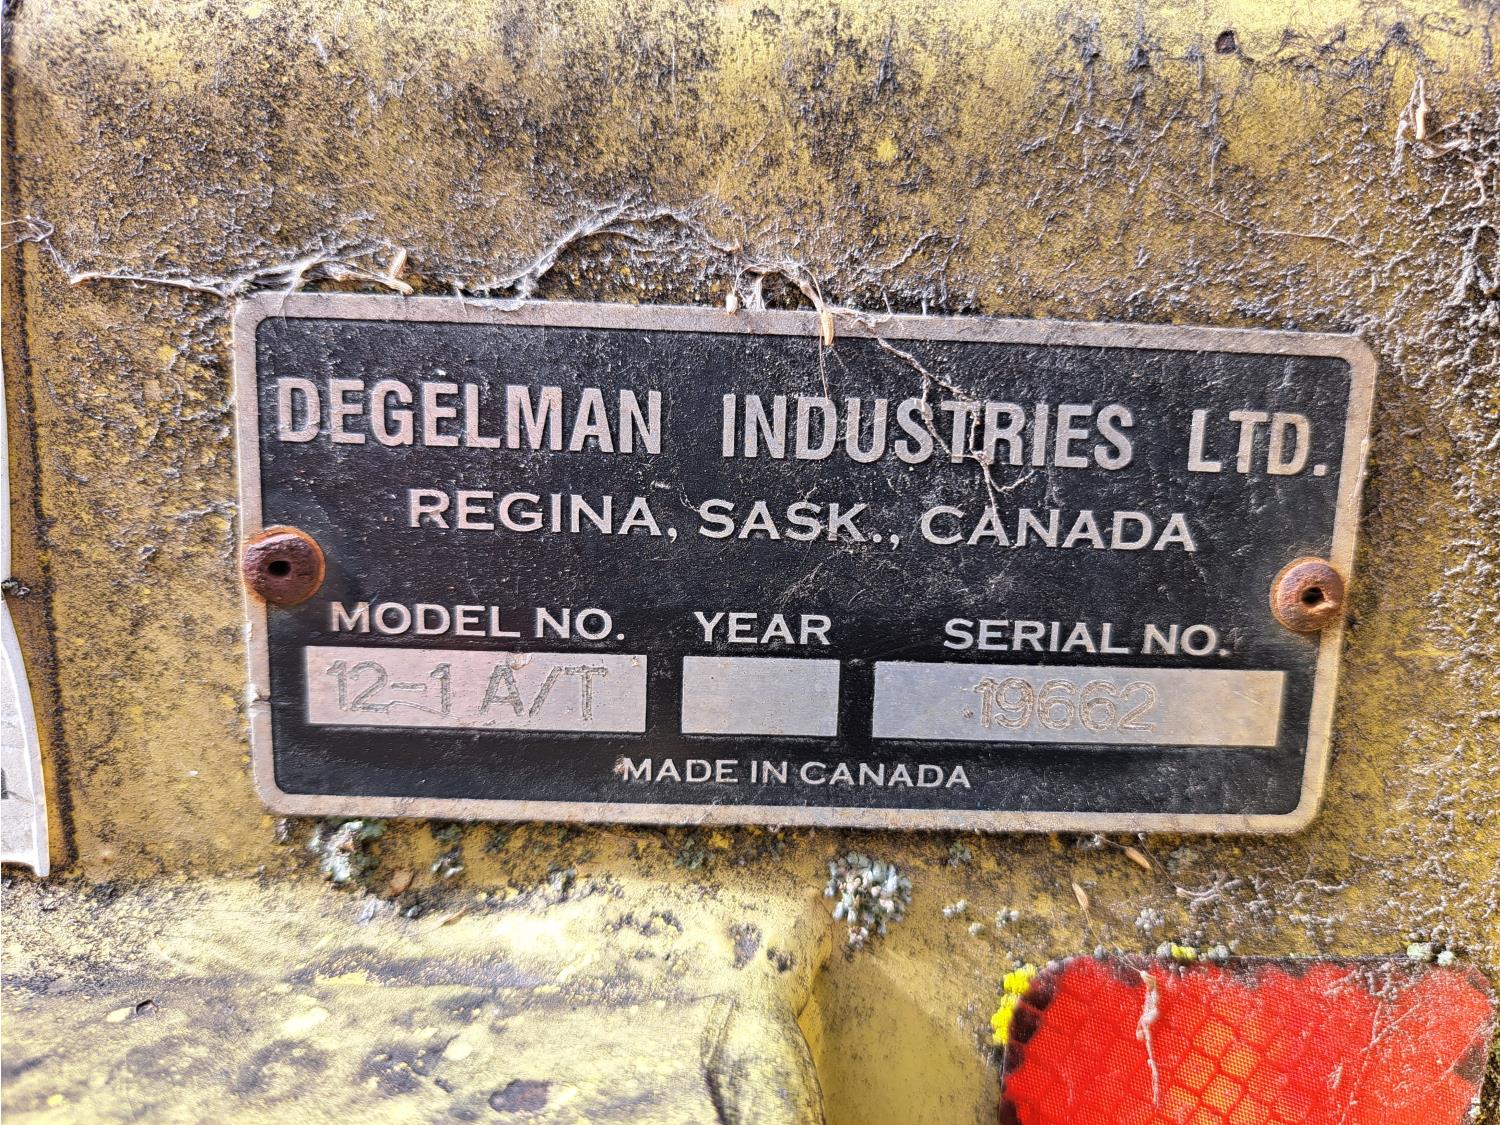 DEGELMAN INDUSTRIES LTD.
REGINA, SASK., CANADA
MODEL NO. YEAR SERIAL NO.
12-1 A/T 19662
MADE IN CANADA